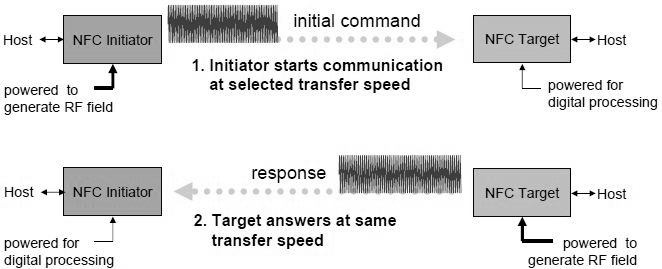 initial command
Host
NFC Initiator
NFC Target
Host
1. Initiator starts communication
at selected transfer speed
powered to
generate RF field
powered for
digital processing
response
Host
NFC Initiator
NFC Target
Host
2. Target answers at same
transfer speed
powered for
digital processing
powered to
generate RF field